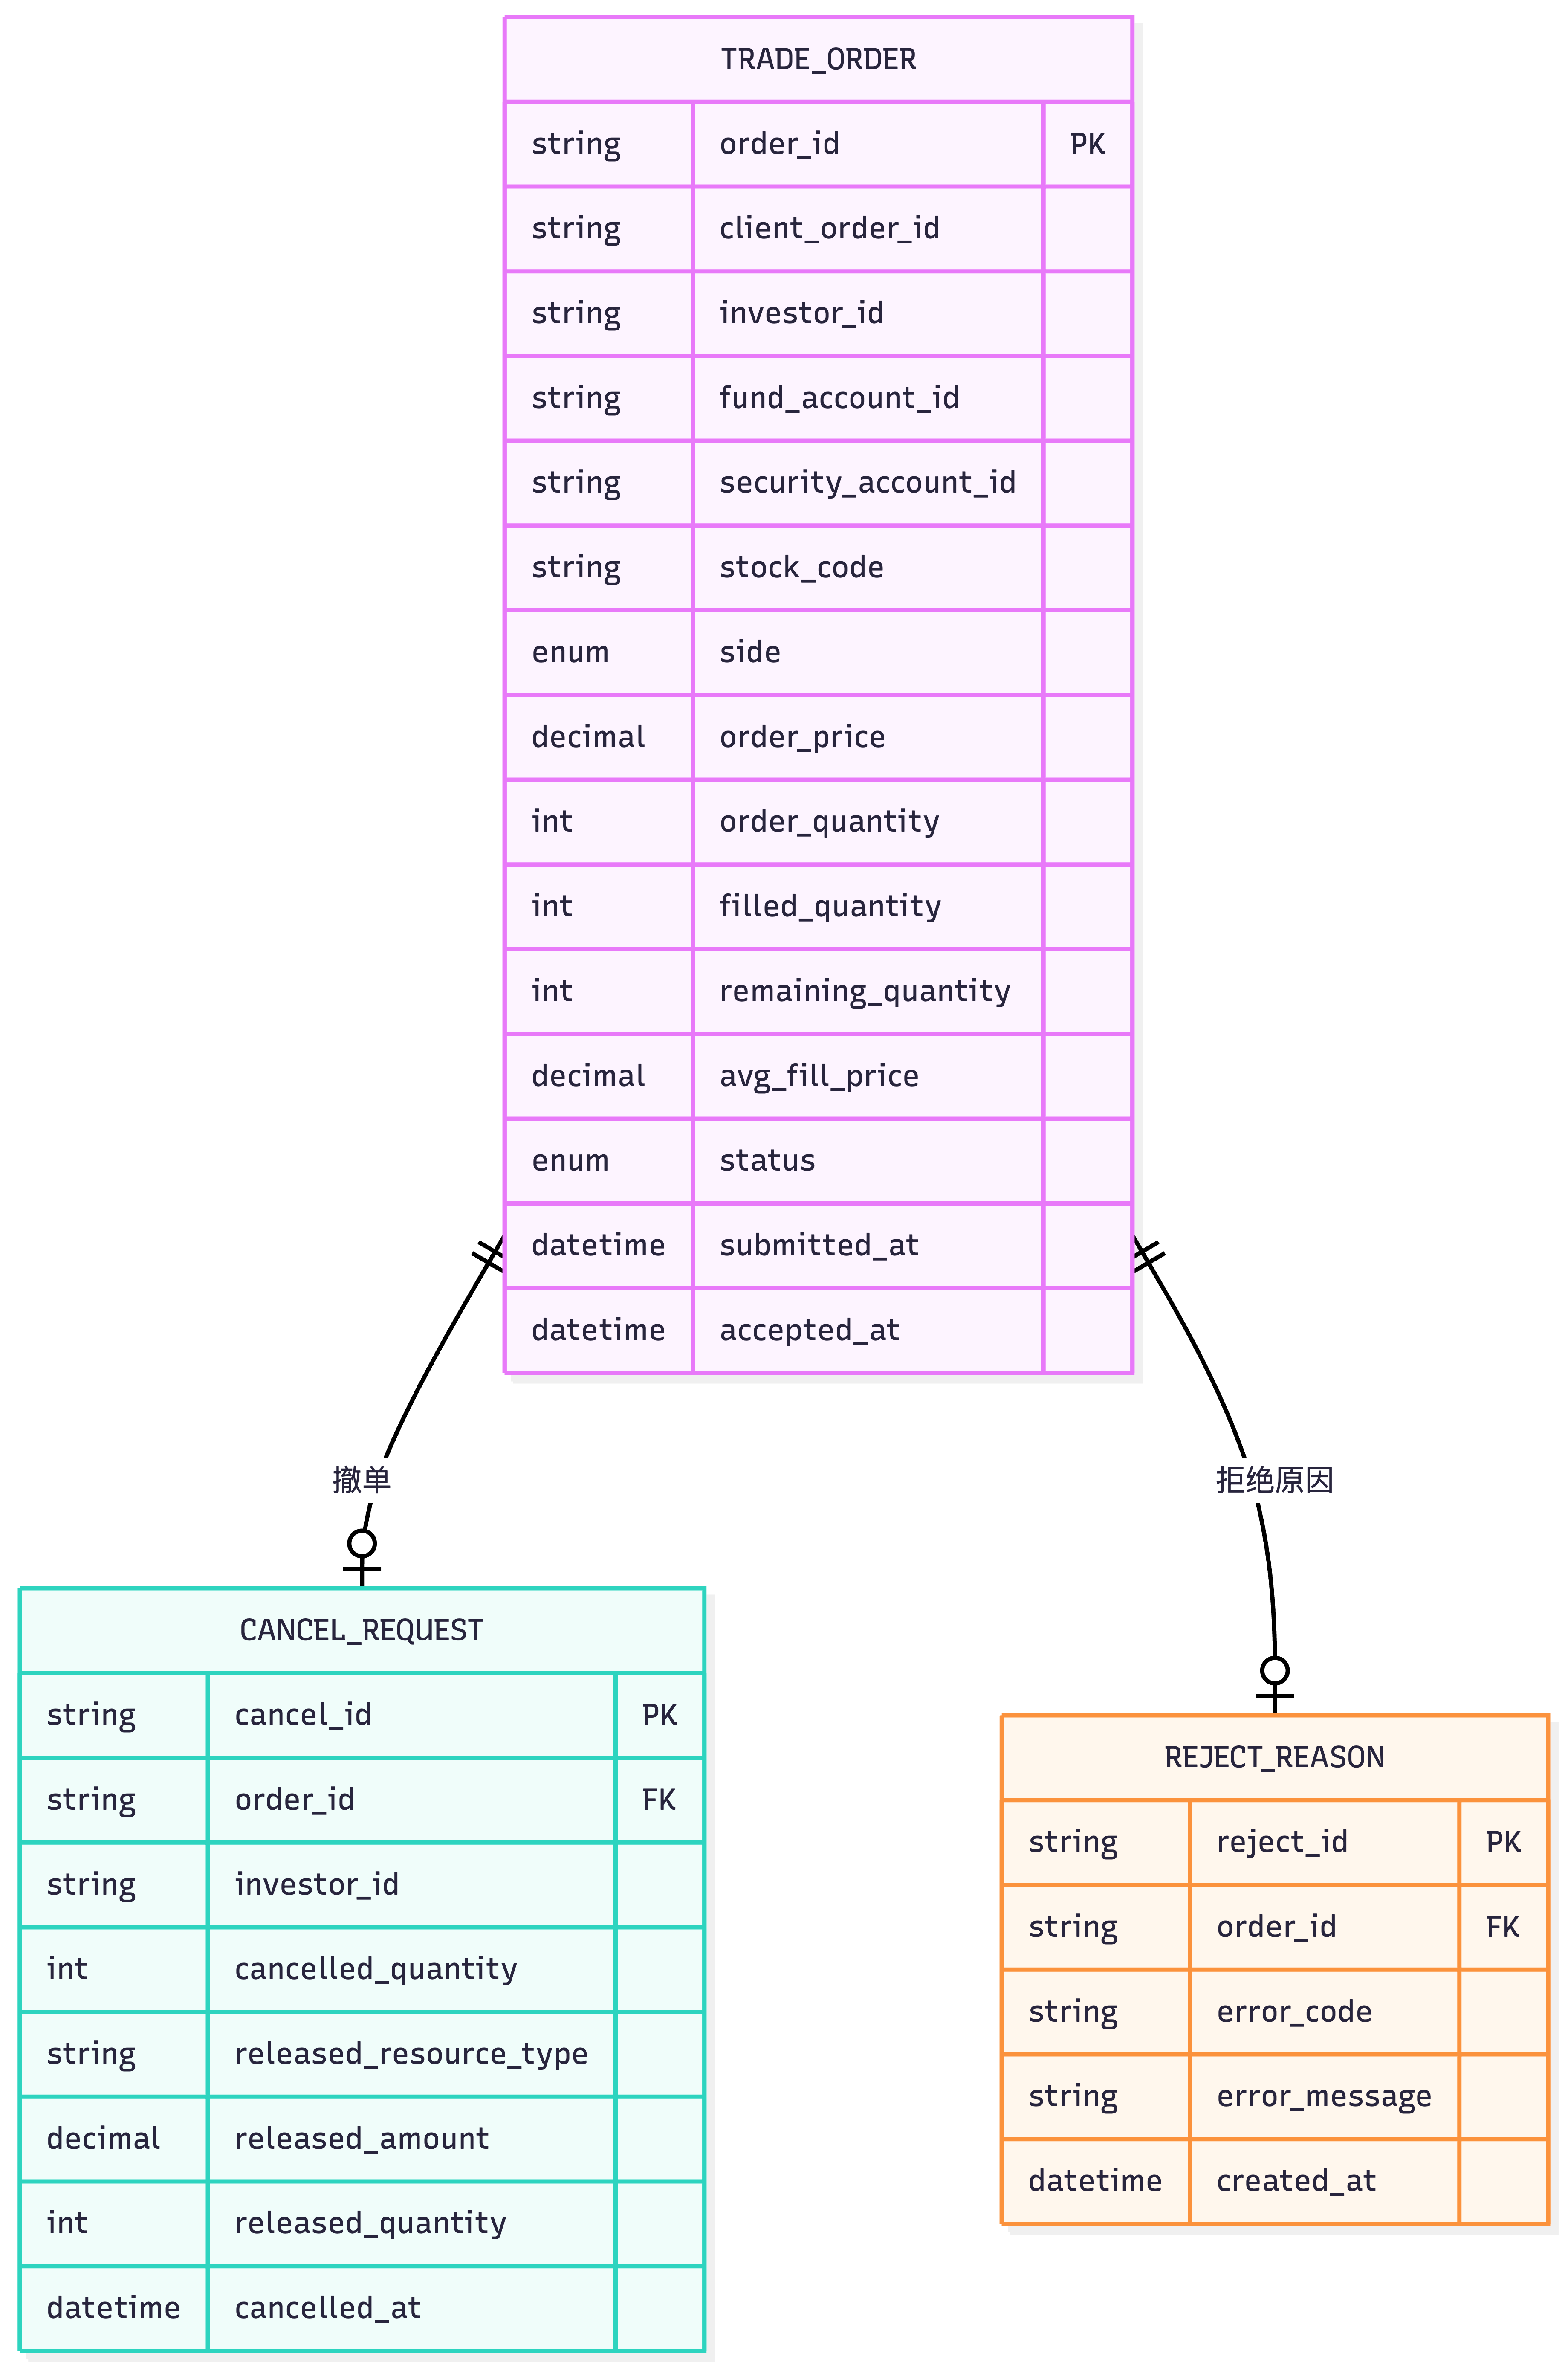 TRADE_ORDER
string order_id PK
string client_order_id
string investor_id
string fund_account_id
string security_account_id
string stock_code
enum side
decimal order_price
int order_quantity
int filled_quantity
int remaining_quantity
decimal avg_fill_price
enum status
datetime submitted_at
datetime accepted_at
撤单
拒绝原因
CANCEL_REQUEST
string cancel_id PK
string order_id FK
string investor_id
int cancelled_quantity
string released_resource_type
decimal released_amount
int released_quantity
datetime cancelled_at
REJECT_REASON
string reject_id PK
string order_id FK
string error_code
string error_message
datetime created_at